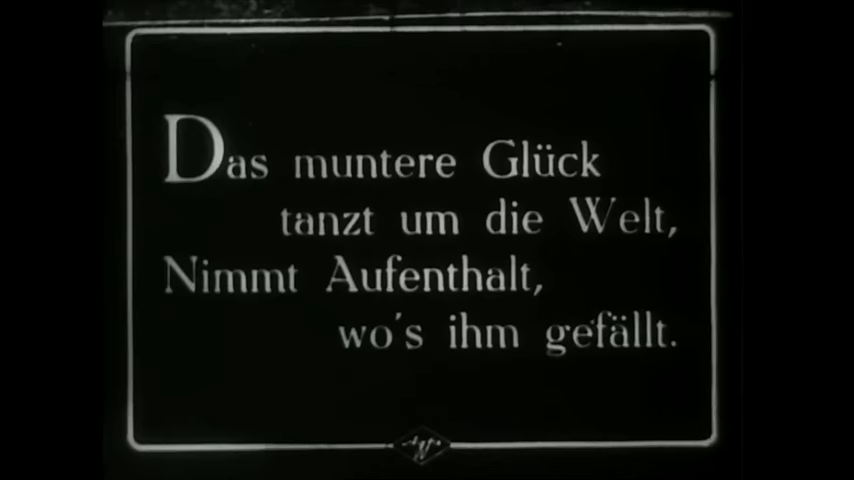 Das muntere Glück
tanzt um die Welt,
Nimmt Aufenthalt,
wo's ihm gefällt.